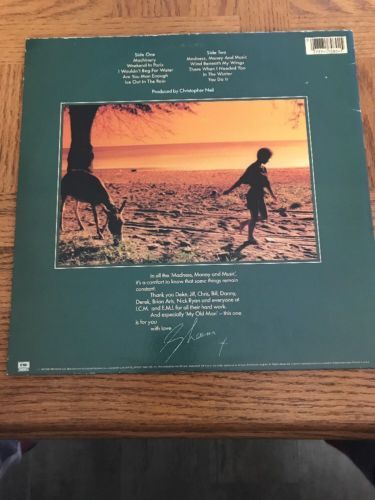 Side One
Machinery
Weekend In Paris
I Wouldn't Beg For Water
Are You Man Enough
Ice Out In The Rain
Side Two
Madness, Money And Music
Wind Beneath My Wings
There When I Needed You
In The Winter
You Do It
Produced by Christopher Neil
In all the 'Madness, Money and Music'.
it's a comfort to know that some things remain
constant:
Thank you Deke, Jill, Chris, Bill, Danny,
Derek, Brian Arts, Nick Ryan and everyone at
I.C.M. and E.M.I. for all their hard work.
And especially 'My Old Man' – this one
is for you
with love
EMI